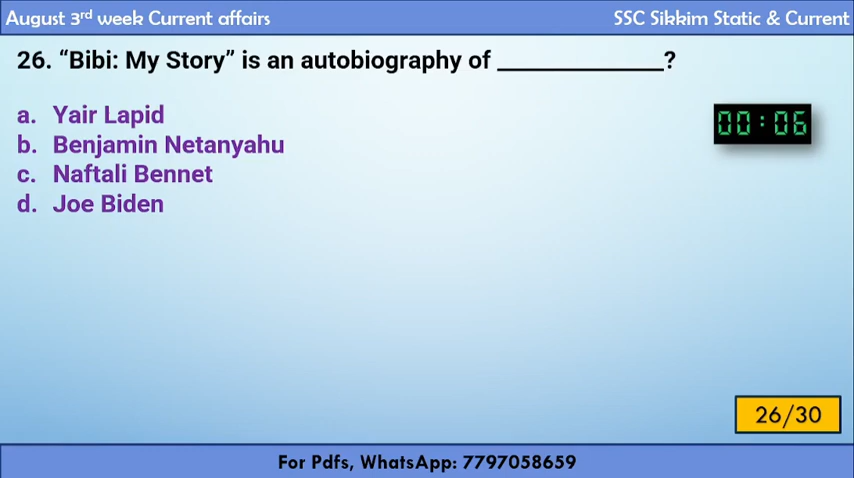 August 3rd week Current affairs
SSC Sikkim Static & Current
26. “Bibi: My Story” is an autobiography of _____________?
a. Yair Lapid
b. Benjamin Netanyahu
c. Naftali Bennet
d. Joe Biden
00:06
26/30
For Pdfs, WhatsApp: 7797058659